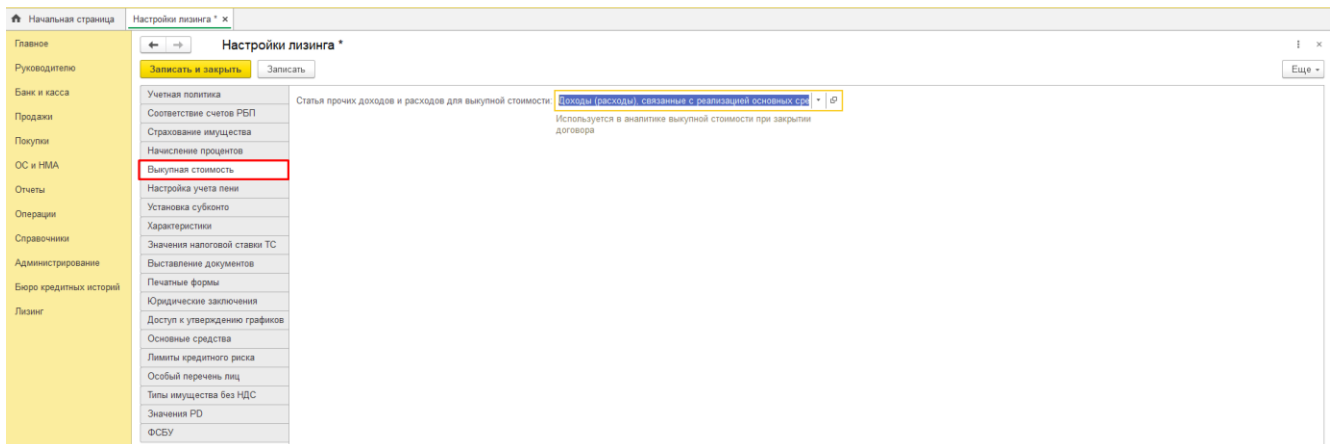 Начальная страница
Настройки лизинга * ×
Главное
Руководителю
Банк и касса
Продажи
Покупки
ОС и НМА
Отчеты
Операции
Справочники
Администрирование
Бюро кредитных историй
Лизинг
Настройки лизинга *
Записать и закрыть
Записать
Еще
Учетная политика
Соответствие счетов РБП
Страхование имущества
Начисление процентов
Выкупная стоимость
Настройка учета пени
Установка субконто
Характеристики
Значения налоговой ставки ТС
Выставление документов
Печатные формы
Юридические заключения
Доступ к утверждению графиков
Основные средства
Лимиты кредитного риска
Особый перечень лиц
Типы имущества без НДС
Значения PD
ФСБУ
Статья прочих доходов и расходов для выкупной стоимости: Доходы (расходы), связанные с реализацией основных сре
Используется в аналитике выкупной стоимости при закрытии
договора